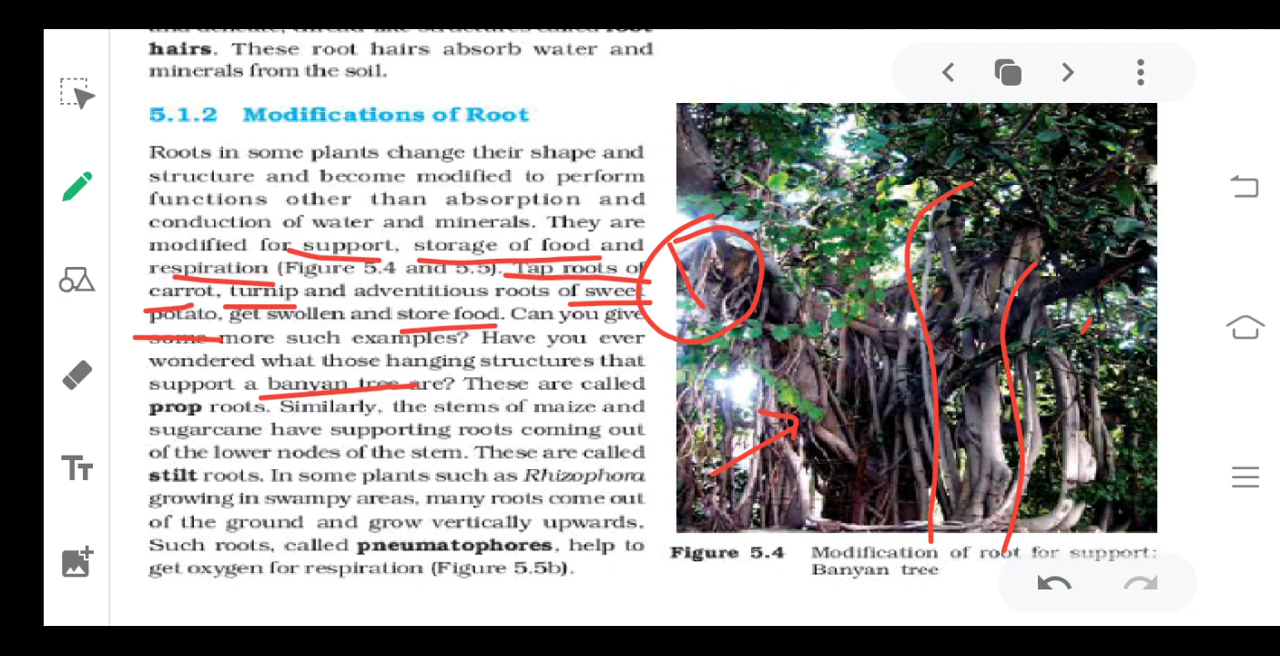 and delicate, thread-like structures called root
hairs. These root hairs absorb water and
minerals from the soil.
5.1.2 Modifications of Root
Roots in some plants change their shape and
structure and become modified to perform
functions other than absorption and
conduction of water and minerals. They are
modified for support, storage of food and
respiration (Figure 5.4 and 5.5). Tap roots of
carrot, turnip and adventitious roots of sweet
potato, get swollen and store food. Can you give
some more such examples? Have you ever
wondered what those hanging structures that
support a banyan tree are? These are called
prop roots. Similarly, the stems of maize and
sugarcane have supporting roots coming out
of the lower nodes of the stem. These are called
stilt roots. In some plants such as Rhizophora
growing in swampy areas, many roots come out
of the ground and grow vertically upwards.
Such roots, called pneumatophores, help to
get oxygen for respiration (Figure 5.5b).
Figure 5.4 Modification of root for support:
Banyan tree
TT